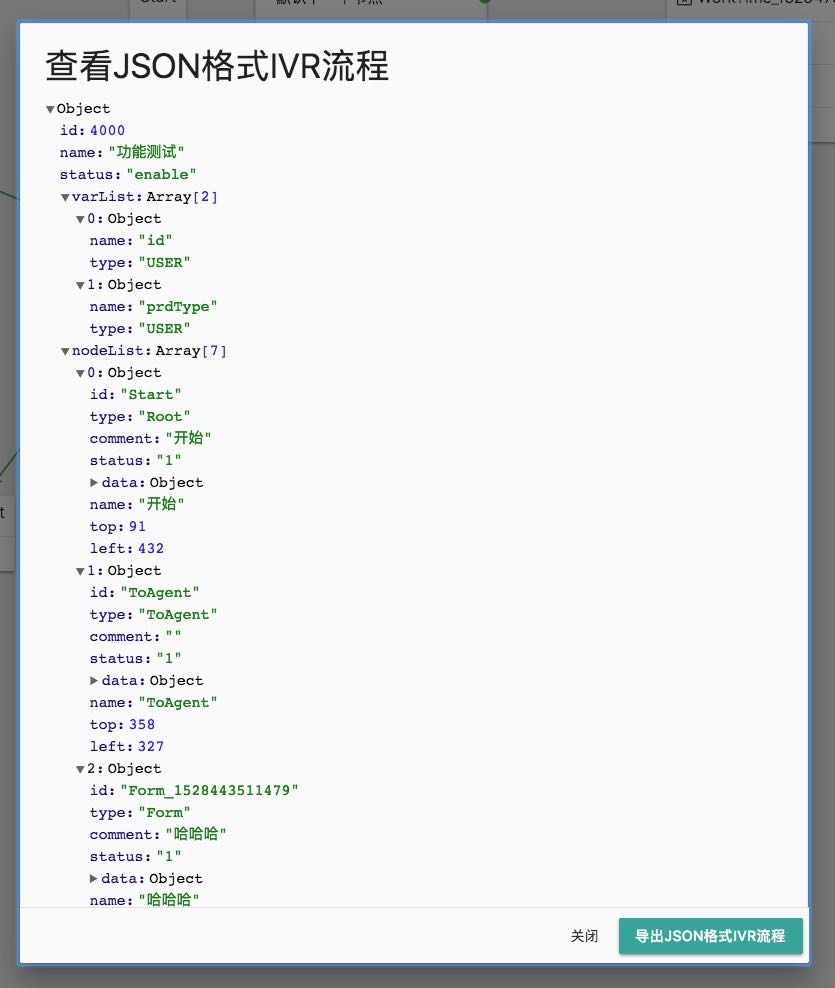 Start
查看JSON格式IVR流程
▼Object
id: 4000
name: "功能测试"
status: "enable"
▼varList: Array[2]
▼0: Object
name: "id"
type: "USER"
▼1: Object
name: "prdType"
type: "USER"
▼nodeList: Array[7]
▼0: Object
id: "Start"
type: "Root"
comment: "开始"
status: "1"
▶data: Object
name: "开始"
top: 91
left: 432
▼1: Object
id: "ToAgent"
type: "ToAgent"
comment: ""
status: "1"
▶data: Object
name: "ToAgent"
top: 358
left: 327
▼2: Object
id: "Form_1528443511479"
type: "Form"
comment: "哈哈哈"
status: "1"
▶data: Object
name: "哈哈哈"
关闭
导出JSON格式IVR流程